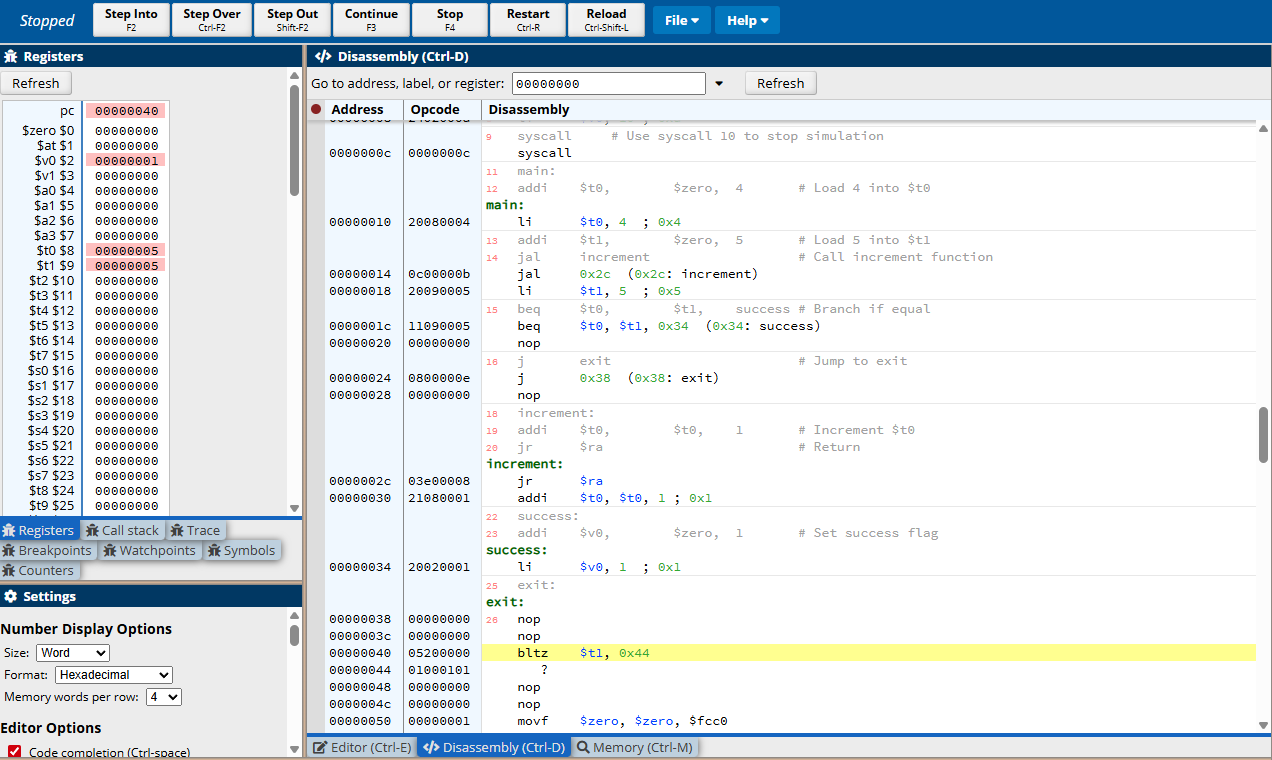 Stopped
Step Into
F2
Step Over
Ctrl-F2
Step Out
Shift-F2
Continue
F3
Stop
F4
Restart
Ctrl-R
Reload
Ctrl-Shift-L
File
Help
Registers
Refresh
pc 00000040
$zero $0 00000000
$at $1 00000000
$v0 $2 00000001
$v1 $3 00000000
$a0 $4 00000000
$a1 $5 00000000
$a2 $6 00000000
$a3 $7 00000000
$t0 $8 00000005
$t1 $9 00000005
$t2 $10 00000000
$t3 $11 00000000
$t4 $12 00000000
$t5 $13 00000000
$t6 $14 00000000
$t7 $15 00000000
$s0 $16 00000000
$s1 $17 00000000
$s2 $18 00000000
$s3 $19 00000000
$s4 $20 00000000
$s5 $21 00000000
$s6 $22 00000000
$s7 $23 00000000
$t8 $24 00000000
$t9 $25 00000000
Registers Call stack Trace
Breakpoints Watchpoints Symbols
Counters
Settings
Number Display Options
Size: Word
Format: Hexadecimal
Memory words per row: 4
Editor Options
Code completion (Ctrl-space)
Disassembly (Ctrl-D)
Go to address, label, or register: 00000000 Refresh
Address Opcode Disassembly
9 syscall # Use syscall 10 to stop simulation
0000000c 0000000c syscall
11 main:
12 addi $t0, $zero, 4 # Load 4 into $t0
main:
00000010 20080004 li $t0, 4 ; 0x4
13 addi $t1, $zero, 5 # Load 5 into $t1
14 jal increment # Call increment function
00000014 0c00000b jal 0x2c (0x2c: increment)
00000018 20090005 li $t1, 5 ; 0x5
15 beq $t0, $t1, success # Branch if equal
0000001c 11090005 beq $t0, $t1, 0x34 (0x34: success)
00000020 00000000 nop
16 j exit # Jump to exit
00000024 0800000e j 0x38 (0x38: exit)
00000028 00000000 nop
18 increment:
19 addi $t0, $t0, 1 # Increment $t0
20 jr $ra # Return
increment:
0000002c 03e00008 jr $ra
00000030 21080001 addi $t0, $t0, 1 ; 0x1
22 success:
23 addi $v0, $zero, 1 # Set success flag
success:
00000034 20020001 li $v0, 1 ; 0x1
25 exit:
exit:
00000038 00000000 26 nop
0000003c 00000000 nop
00000040 05200000 bltz $t1, 0x44
00000044 01000101 ?
00000048 00000000 nop
0000004c 00000000 nop
00000050 00000001 movf $zero, $zero, $fcc0
Editor (Ctrl-E) Disassembly (Ctrl-D) Memory (Ctrl-M)